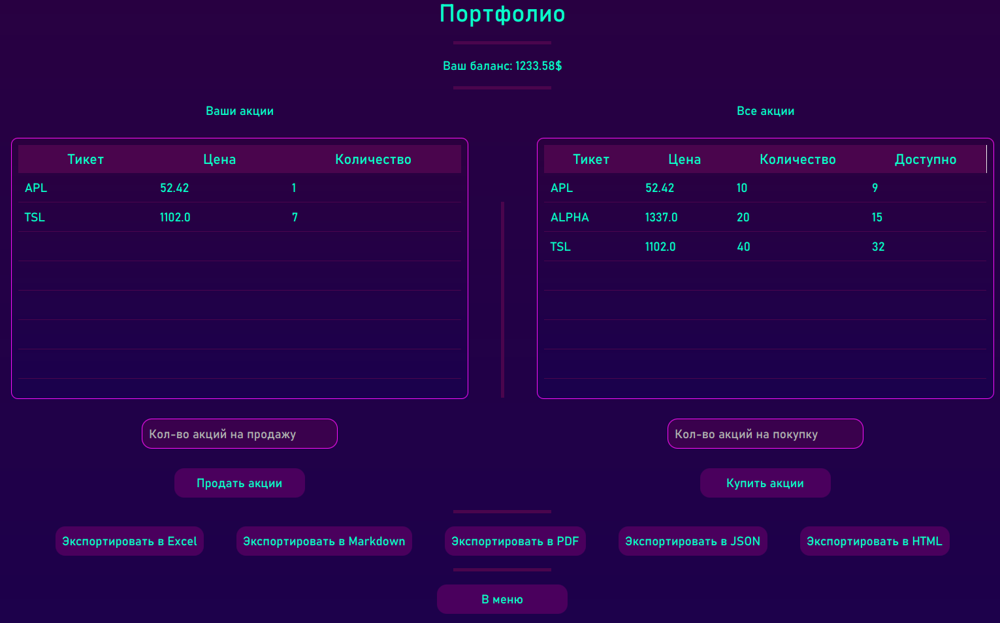 Портфолио
Ваш баланс: 1233.58$
Ваши акции
Тикет Цена Количество
APL 52.42 1
TSL 1102.0 7
Кол-во акций на продажу
Продать акции
Все акции
Тикет Цена Количество Доступно
APL 52.42 10 9
ALPHA 1337.0 20 15
TSL 1102.0 40 32
Кол-во акций на покупку
Купить акции
Экспортировать в Excel
Экспортировать в Markdown
Экспортировать в PDF
Экспортировать в JSON
Экспортировать в HTML
В меню